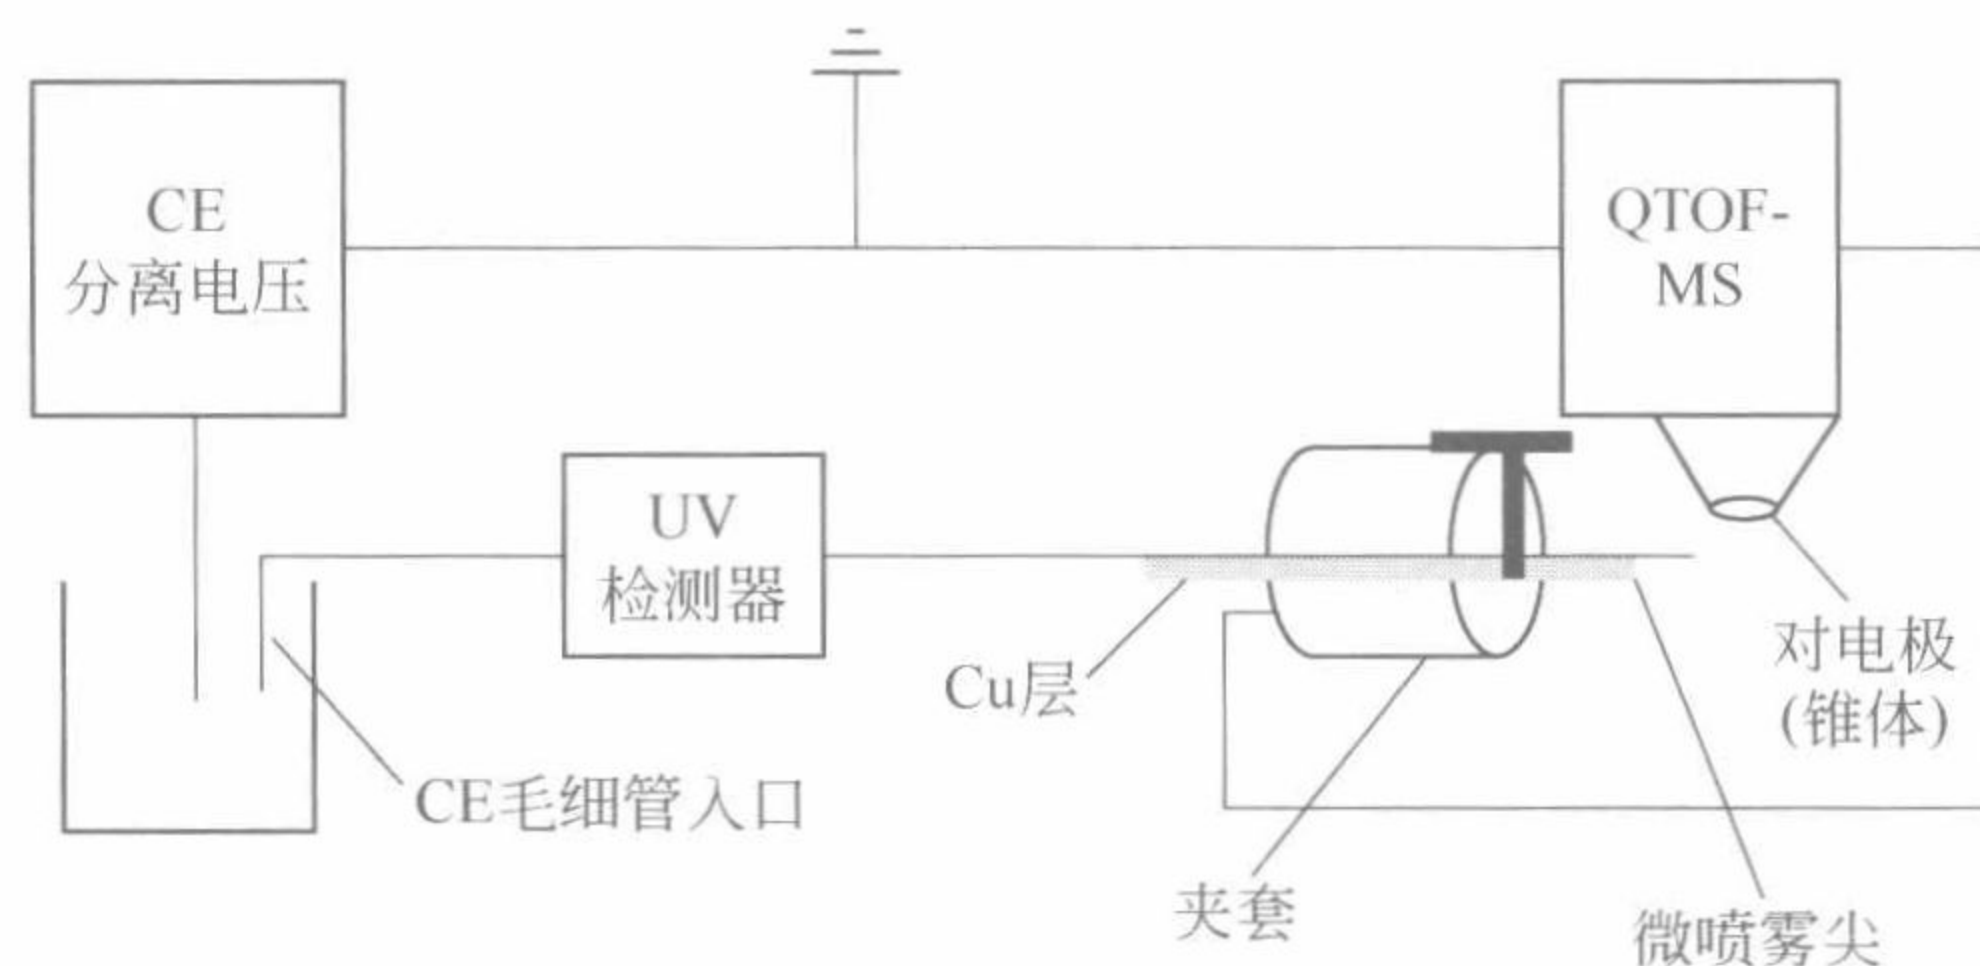 CE
分离电压
QTOF-
MS
UV
检测器
Cu层
对电极
(锥体)
CE毛细管入口
夹套
微喷雾尖